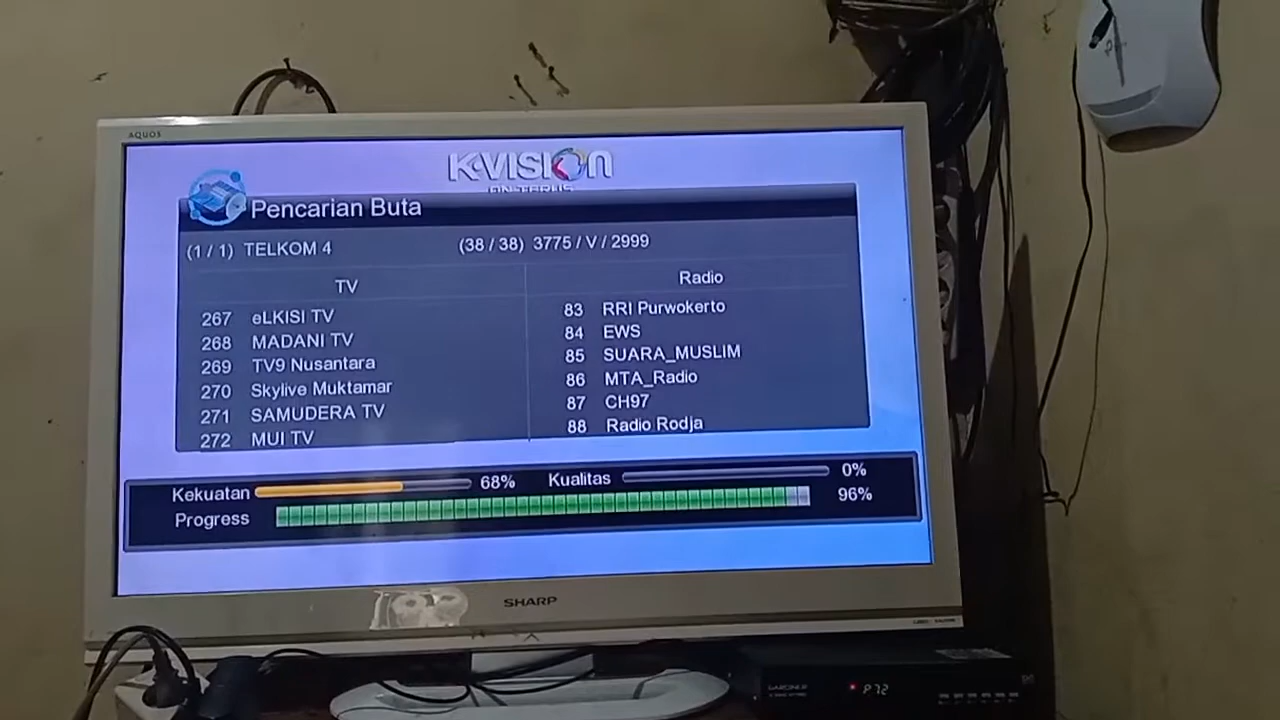 AQUOS
K-VISION
Pencarian Buta
(1 / 1) TELKOM 4 (38 / 38) 3775 / V / 2999
TV Radio
267 eLKISI TV 83 RRI Purwokerto
268 MADANI TV 84 EWS
269 TV9 Nusantara 85 SUARA_MUSLIM
270 Skylive Muktamar 86 MTA_Radio
271 SAMUDERA TV 87 CH97
272 MUI TV 88 Radio Rodja
Kekuatan 68% Kualitas 0%
Progress 96%
SHARP
P72